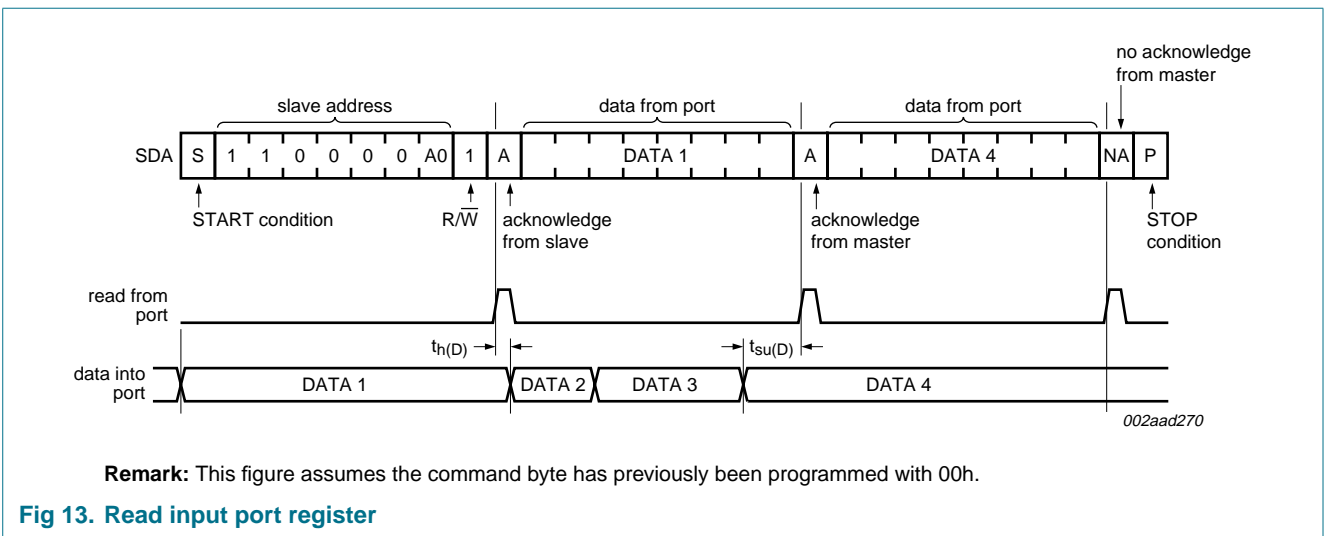 no acknowledge
from master
slave address
data from port
data from port
SDA S 1 1 0 0 0 0 A0 1 A DATA 1 A DATA 4 NA P
START condition
R/W̅
acknowledge
from slave
acknowledge
from master
STOP
condition
read from
port
th(D)
tsu(D)
data into
port
DATA 1 DATA 2 DATA 3 DATA 4
002aad270
Remark: This figure assumes the command byte has previously been programmed with 00h.
Fig 13. Read input port register